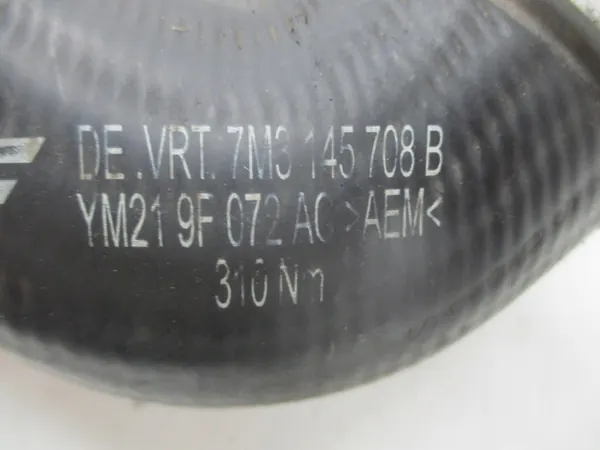 DE.VRT. 7M3 145 708 B
YM21 9F 072 AC >AEM<
310 Nm